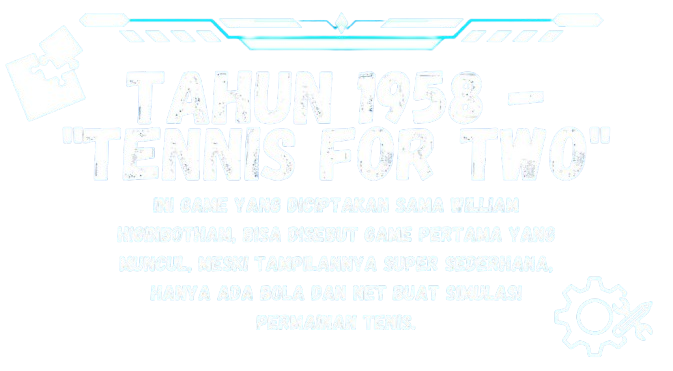 TAHUN 1958 -
"TENNIS FOR TWO"
INI GAME YANG DICIPTAKAN SAMA WILLIAM
HIGINBOTHAM, BISA DISEBUT GAME PERTAMA YANG
MUNCUL, MESKI TAMPILANNYA SUPER SEDERHANA,
HANYA ADA BOLA DAN NET BUAT SIMULASI
PERMAINAN TENIS.